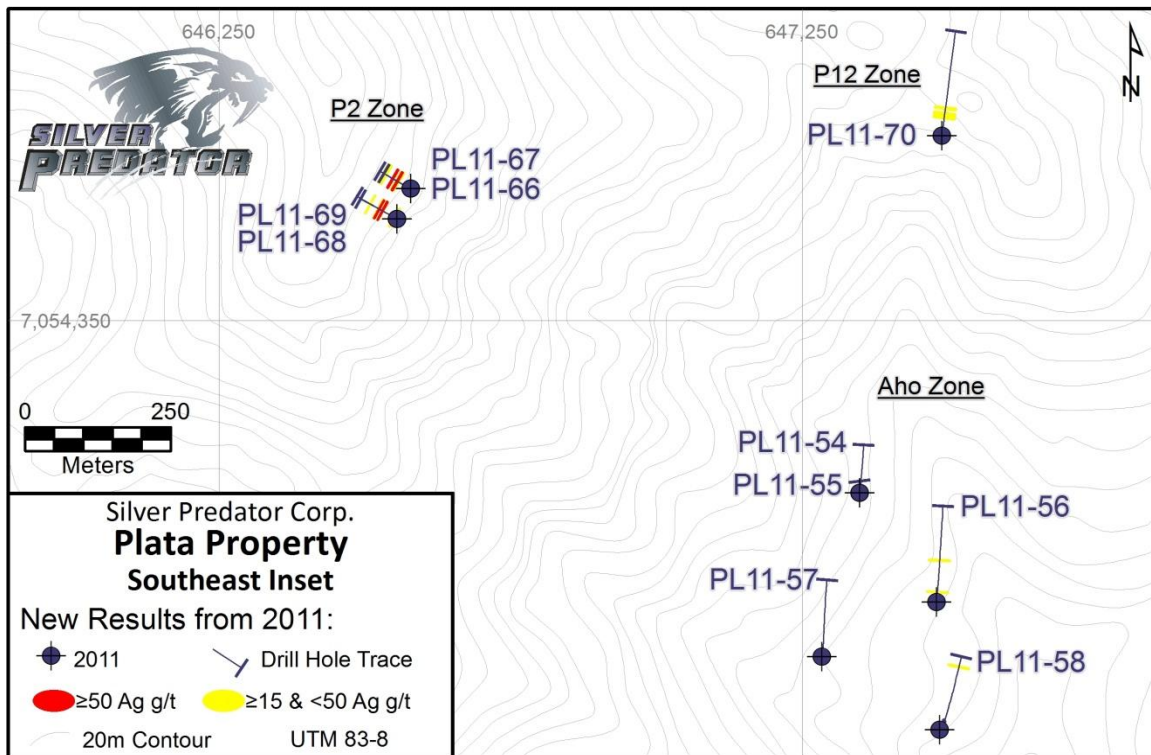 646,250
647,250
SILVER
PREDATOR
P2 Zone
P12 Zone
N
PL11-70
PL11-67
PL11-66
PL11-69
PL11-68
7,054,350
Aho Zone
0 250
Meters
PL11-54
PL11-55
PL11-56
PL11-57
PL11-58
Silver Predator Corp.
Plata Property
Southeast Inset
New Results from 2011:
2011 Drill Hole Trace
≥50 Ag g/t ≥15 & <50 Ag g/t
20m Contour UTM 83-8